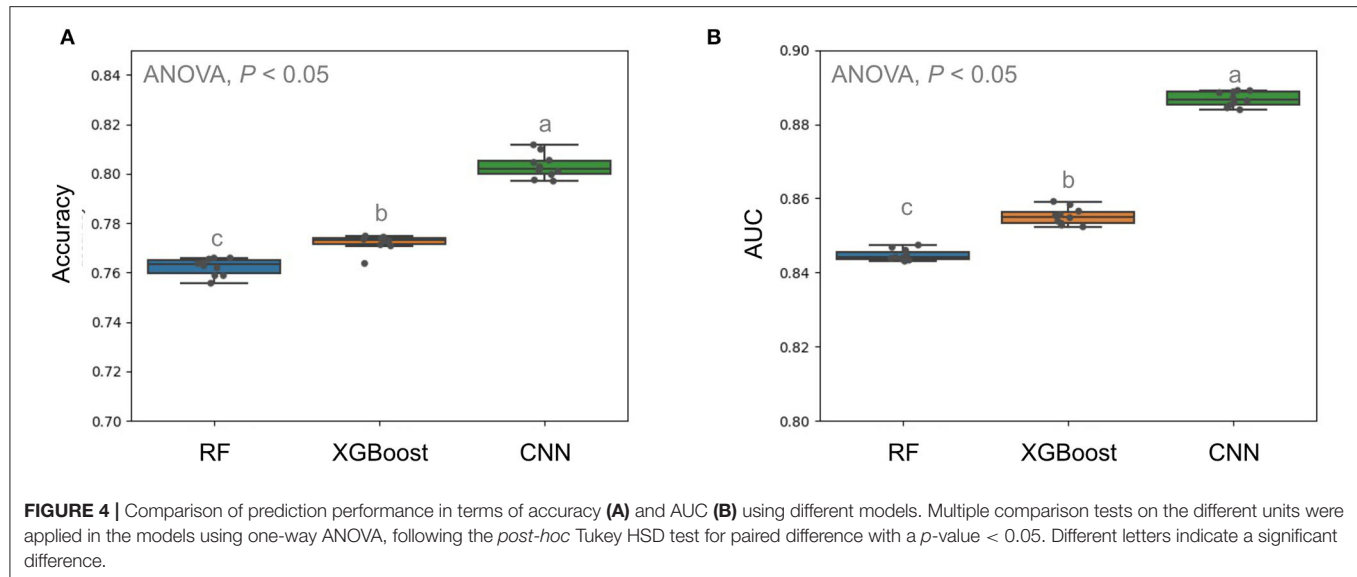 A
ANOVA, P < 0.05
Accuracy
0.84
0.82
0.80
0.78
0.76
0.74
0.72
0.70
c
b
a
RF XGBoost CNN
B
ANOVA, P < 0.05
AUC
0.90
0.88
0.86
0.84
0.82
0.80
c
b
a
RF XGBoost CNN
FIGURE 4 | Comparison of prediction performance in terms of accuracy (A) and AUC (B) using different models. Multiple comparison tests on the different units were
applied in the models using one-way ANOVA, following the post-hoc Tukey HSD test for paired difference with a p-value < 0.05. Different letters indicate a significant
difference.